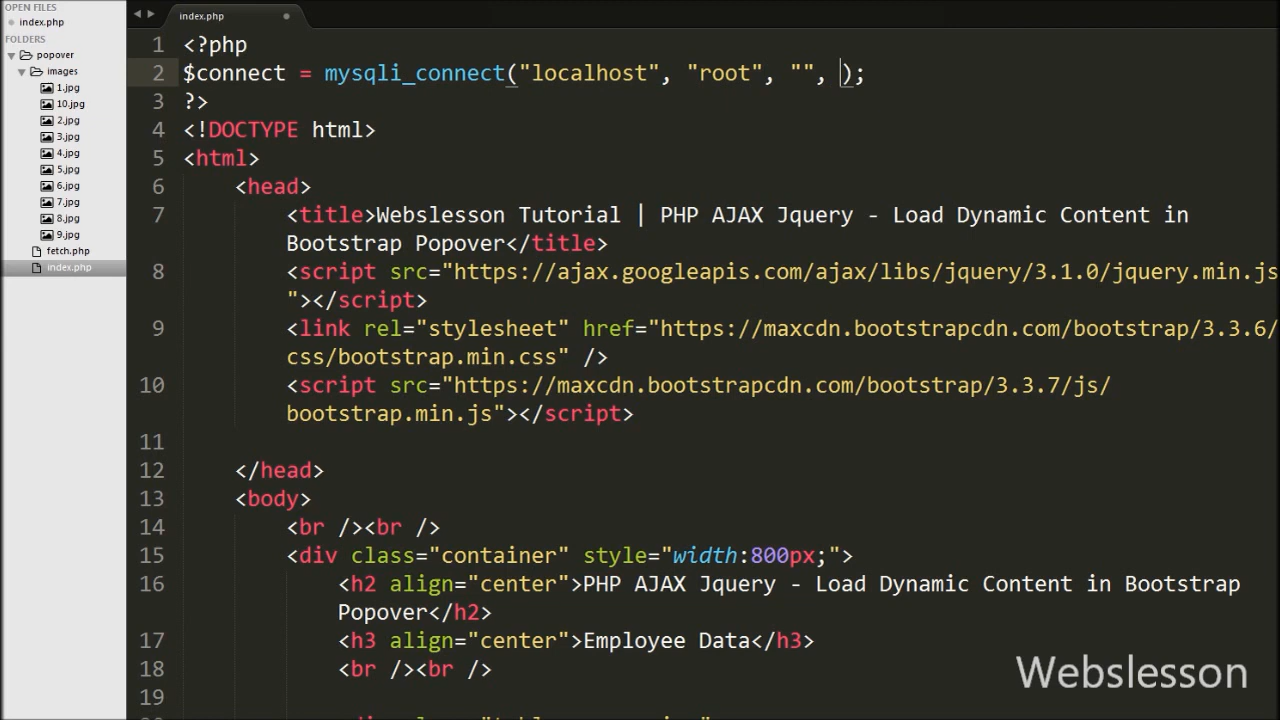 OPEN FILES
index.php
FOLDERS
popover
images
1.jpg
10.jpg
2.jpg
3.jpg
4.jpg
5.jpg
6.jpg
7.jpg
8.jpg
9.jpg
fetch.php
index.php
index.php
1 <?php
2 $connect = mysqli_connect("localhost", "root", "", );
3 ?>
4 <!DOCTYPE html>
5 <html>
6 <head>
7 <title>Webslesson Tutorial | PHP AJAX Jquery - Load Dynamic Content in
Bootstrap Popover</title>
8 <script src="https://ajax.googleapis.com/ajax/libs/jquery/3.1.0/jquery.min.js
"></script>
9 <link rel="stylesheet" href="https://maxcdn.bootstrapcdn.com/bootstrap/3.3.6/
css/bootstrap.min.css" />
10 <script src="https://maxcdn.bootstrapcdn.com/bootstrap/3.3.7/js/
bootstrap.min.js"></script>
11
12 </head>
13 <body>
14 <br /><br />
15 <div class="container" style="width:800px;">
16 <h2 align="center">PHP AJAX Jquery - Load Dynamic Content in Bootstrap
Popover</h2>
17 <h3 align="center">Employee Data</h3>
18 <br /><br />
19
Webslesson